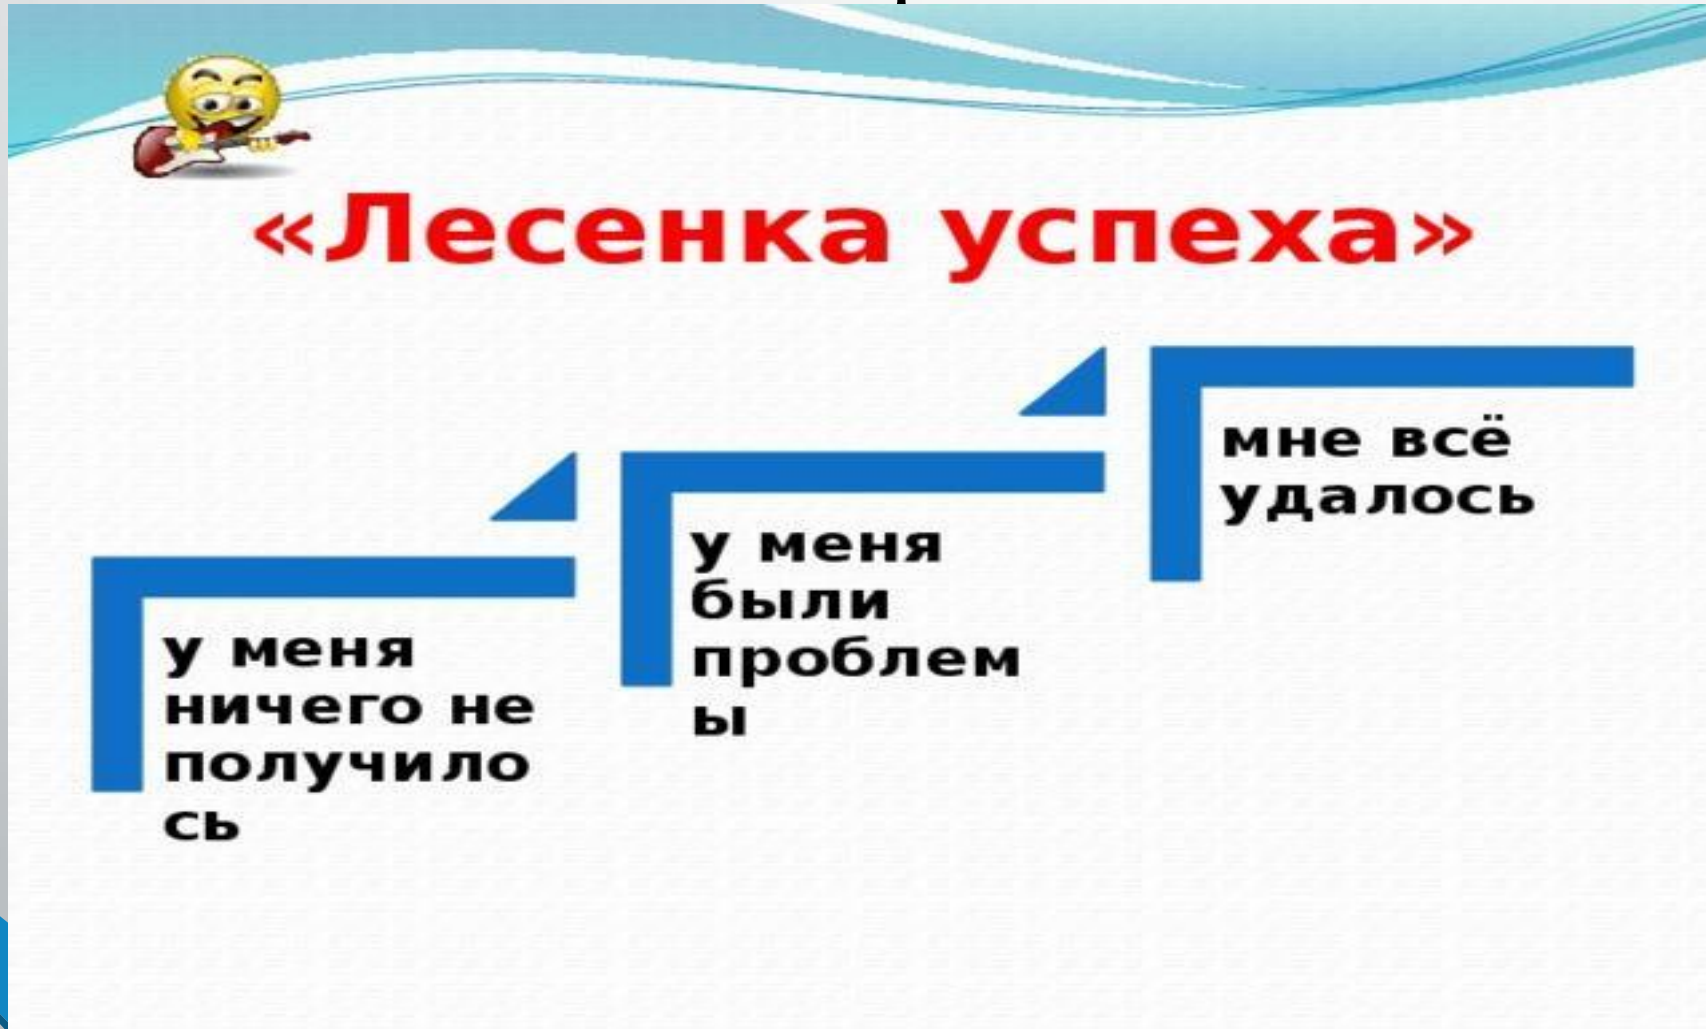 «Лесенка успеха»
у меня
ничего не
получило
сь
у меня
были
проблем
ы
мне всё
удалось